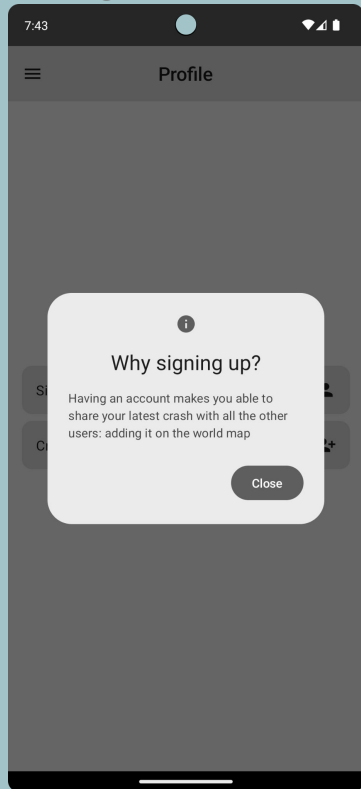 7:43
Profile
Why signing up?
Si
Having an account makes you able to
share your latest crash with all the other
users: adding it on the world map
Close